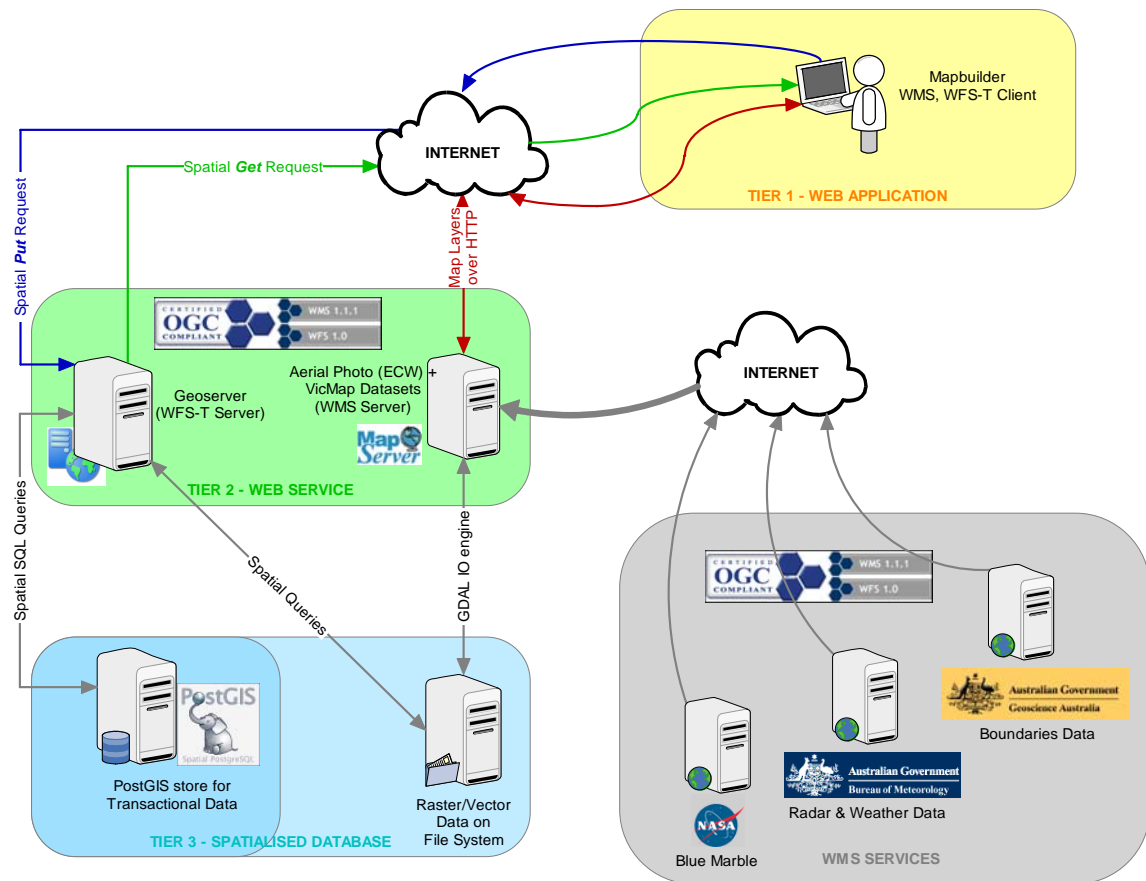 Mapbuilder
WMS, WFS-T Client
INTERNET
TIER 1 - WEB APPLICATION
Spatial Get Request
Spatial Put Request
Map Layers
over HTTP
CERTIFIED
OGC
COMPLIANT
WMS 1.1.1
WFS 1.0
Geoserver
(WFS-T Server)
Aerial Photo (ECW) +
VicMap Datasets
(WMS Server)
Map
Server
TIER 2 - WEB SERVICE
INTERNET
Spatial SQL Queries
Spatial Queries
GDAL IO engine
PostGIS
Spatial PostgreSQL
PostGIS store for
Transactional Data
Raster/Vector
Data on
File System
TIER 3 - SPATIALISED DATABASE
CERTIFIED
OGC
COMPLIANT
WMS 1.1.1
WFS 1.0
Australian Government
Geoscience Australia
Boundaries Data
Australian Government
Bureau of Meteorology
Radar & Weather Data
NASA
Blue Marble
WMS SERVICES